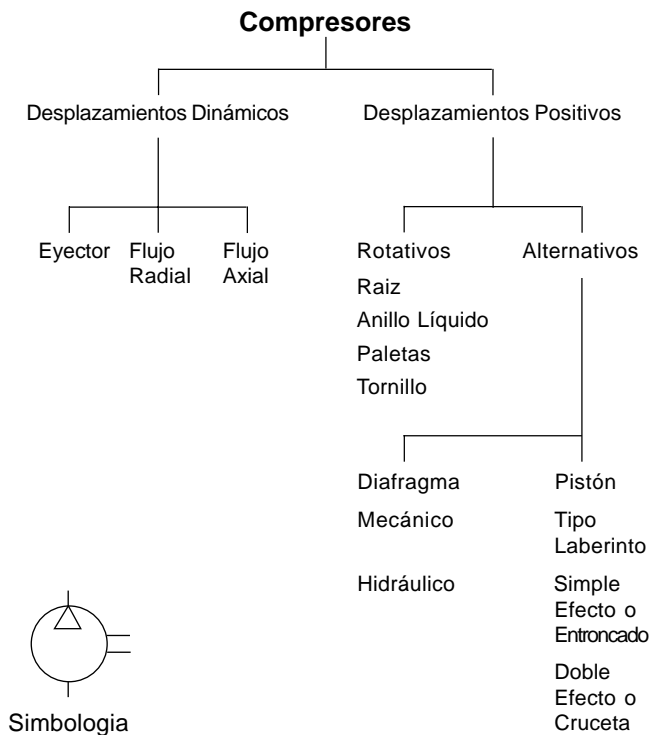 Compresores
Desplazamientos Dinámicos
Desplazamientos Positivos
Eyector
Flujo
Radial
Flujo
Axial
Rotativos
Raiz
Anillo Líquido
Paletas
Tornillo
Alternativos
Diafragma
Mecánico
Hidráulico
Pistón
Tipo
Laberinto
Simple
Efecto o
Entroncado
Doble
Efecto o
Cruceta
Simbologia